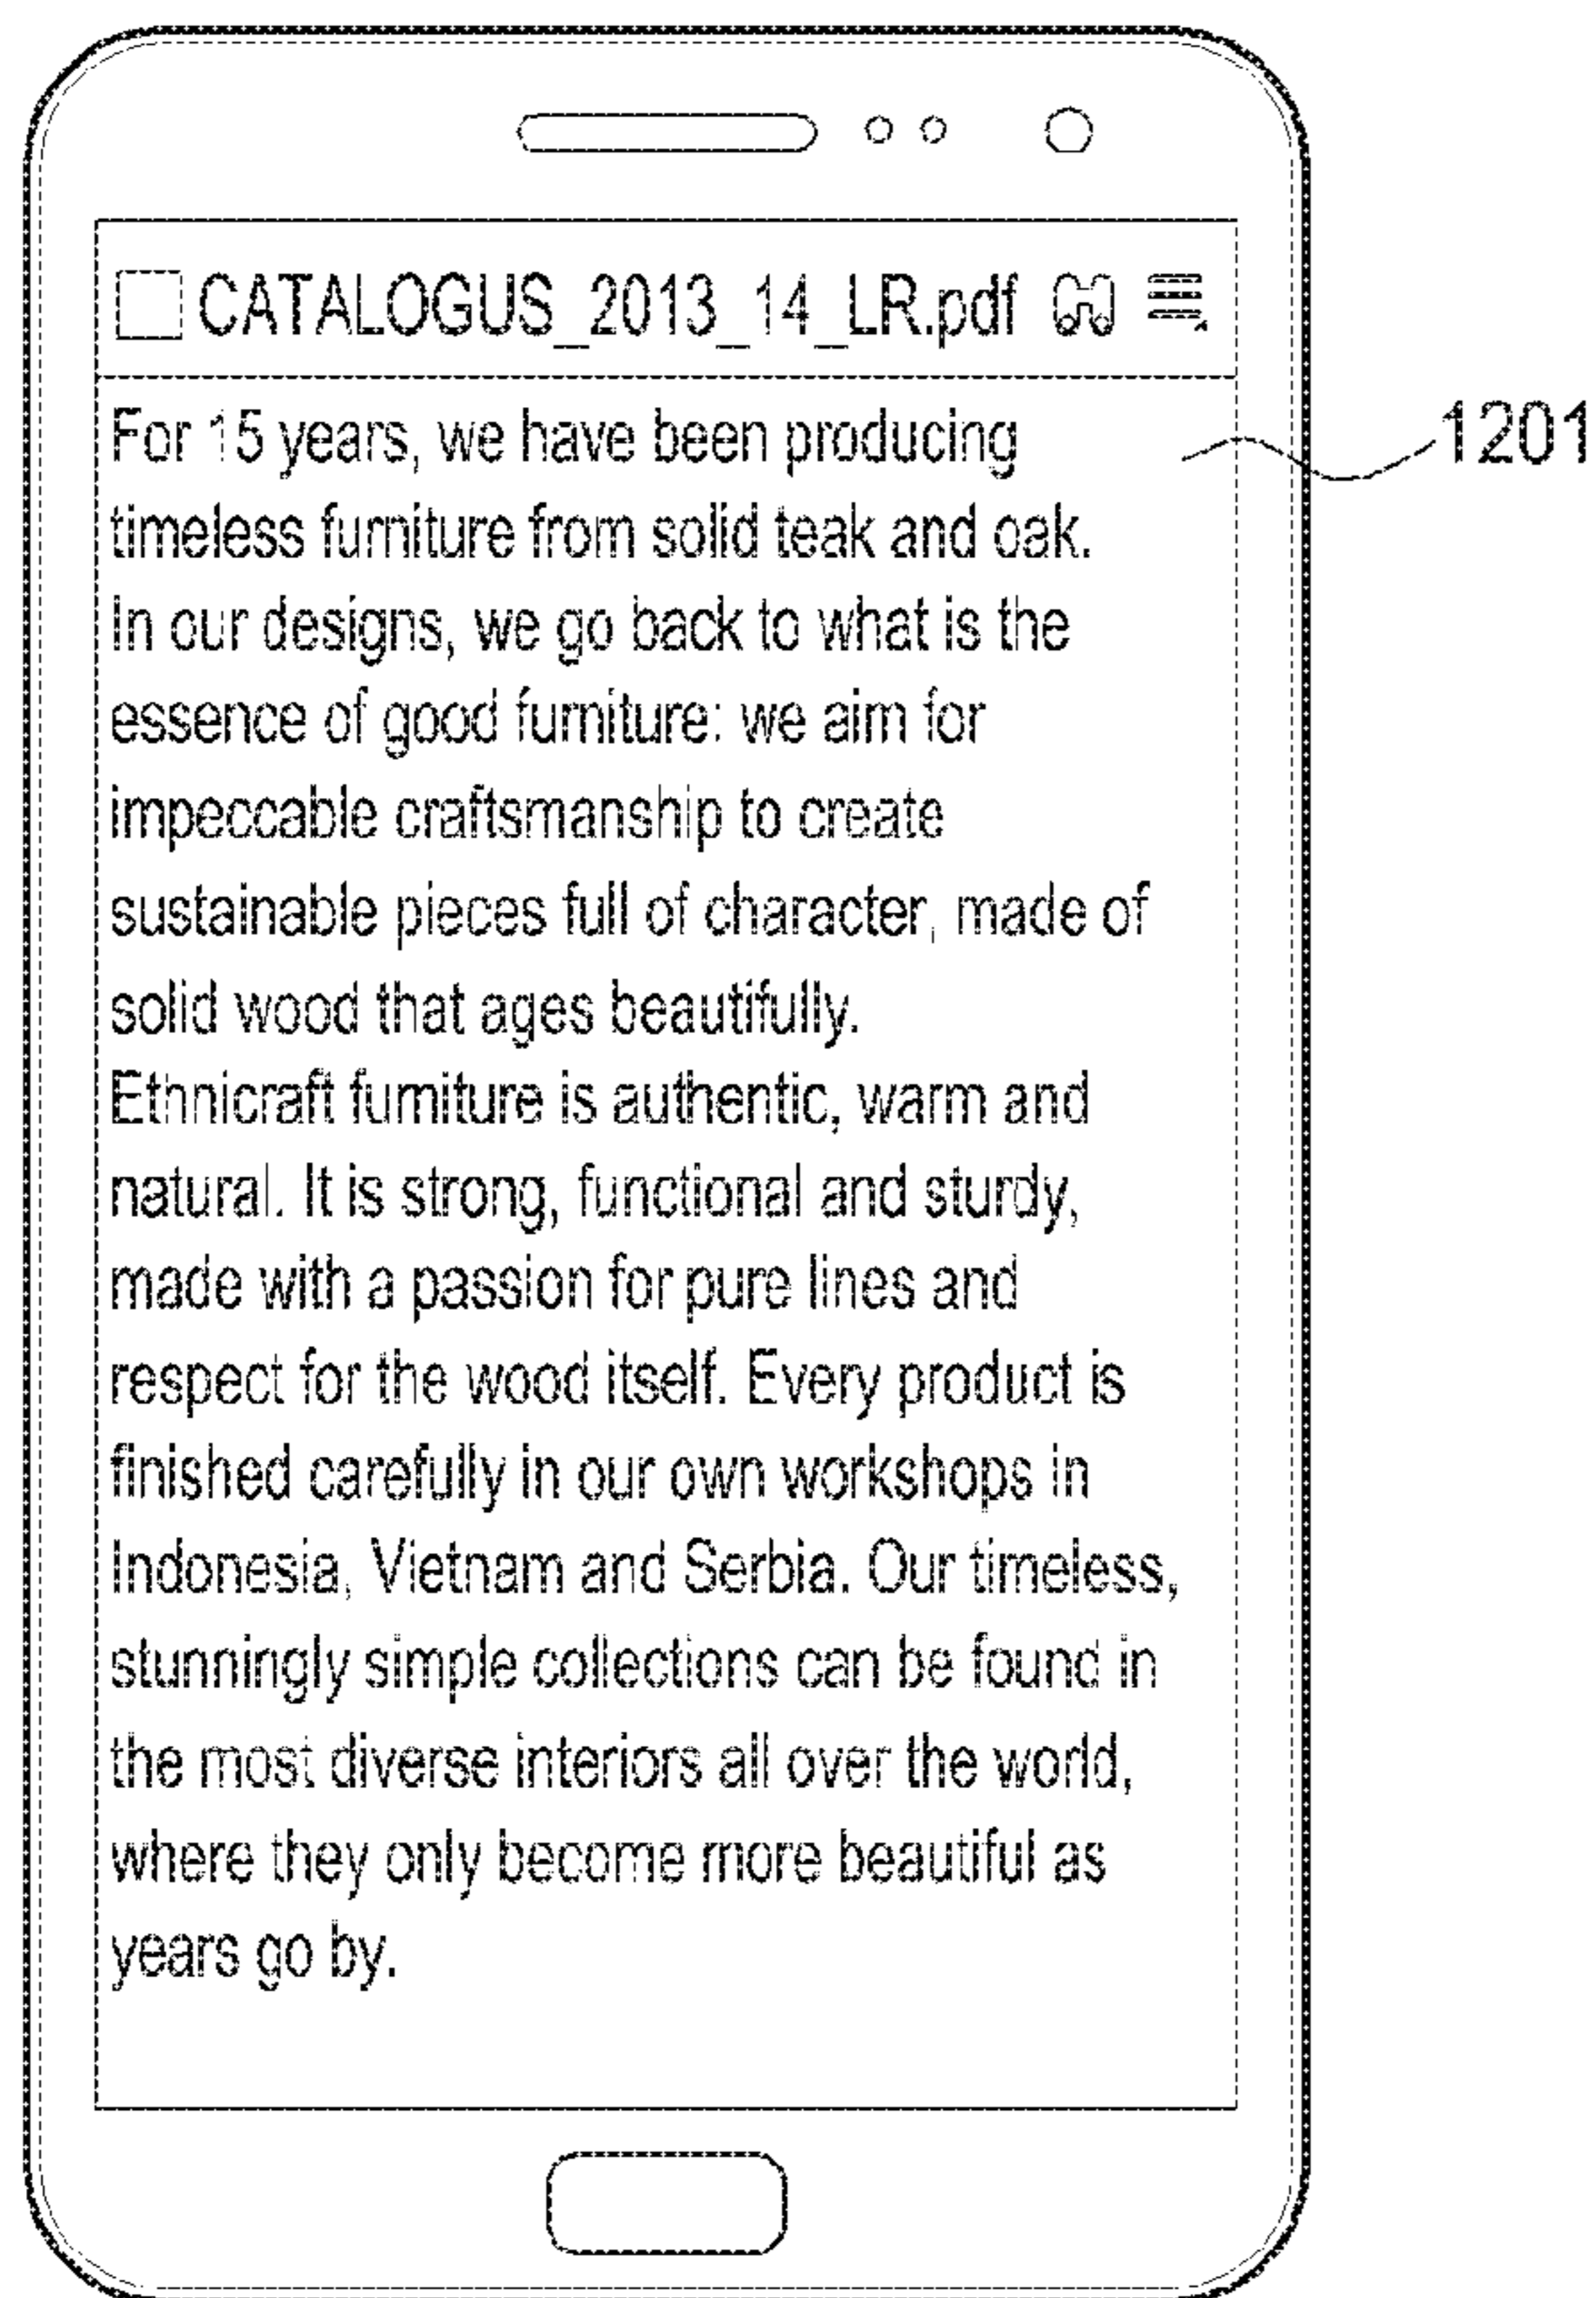 CATALOGUS_2013_14_LR.pdf
For 15 years, we have been producing
1201
timeless furniture from solid teak and oak.
In our designs, we go back to what is the
essence of good furniture: we aim for
impeccable craftsmanship to create
sustainable pieces full of character, made of
solid wood that ages beautifully.
Ethnicraft furniture is authentic, warm and
natural. It is strong, functional and sturdy,
made with a passion for pure lines and
respect for the wood itself. Every product is
finished carefully in our own workshops in
Indonesia, Vietnam and Serbia. Our timeless,
stunningly simple collections can be found in
the most diverse interiors all over the world,
where they only become more beautiful as
years go by.